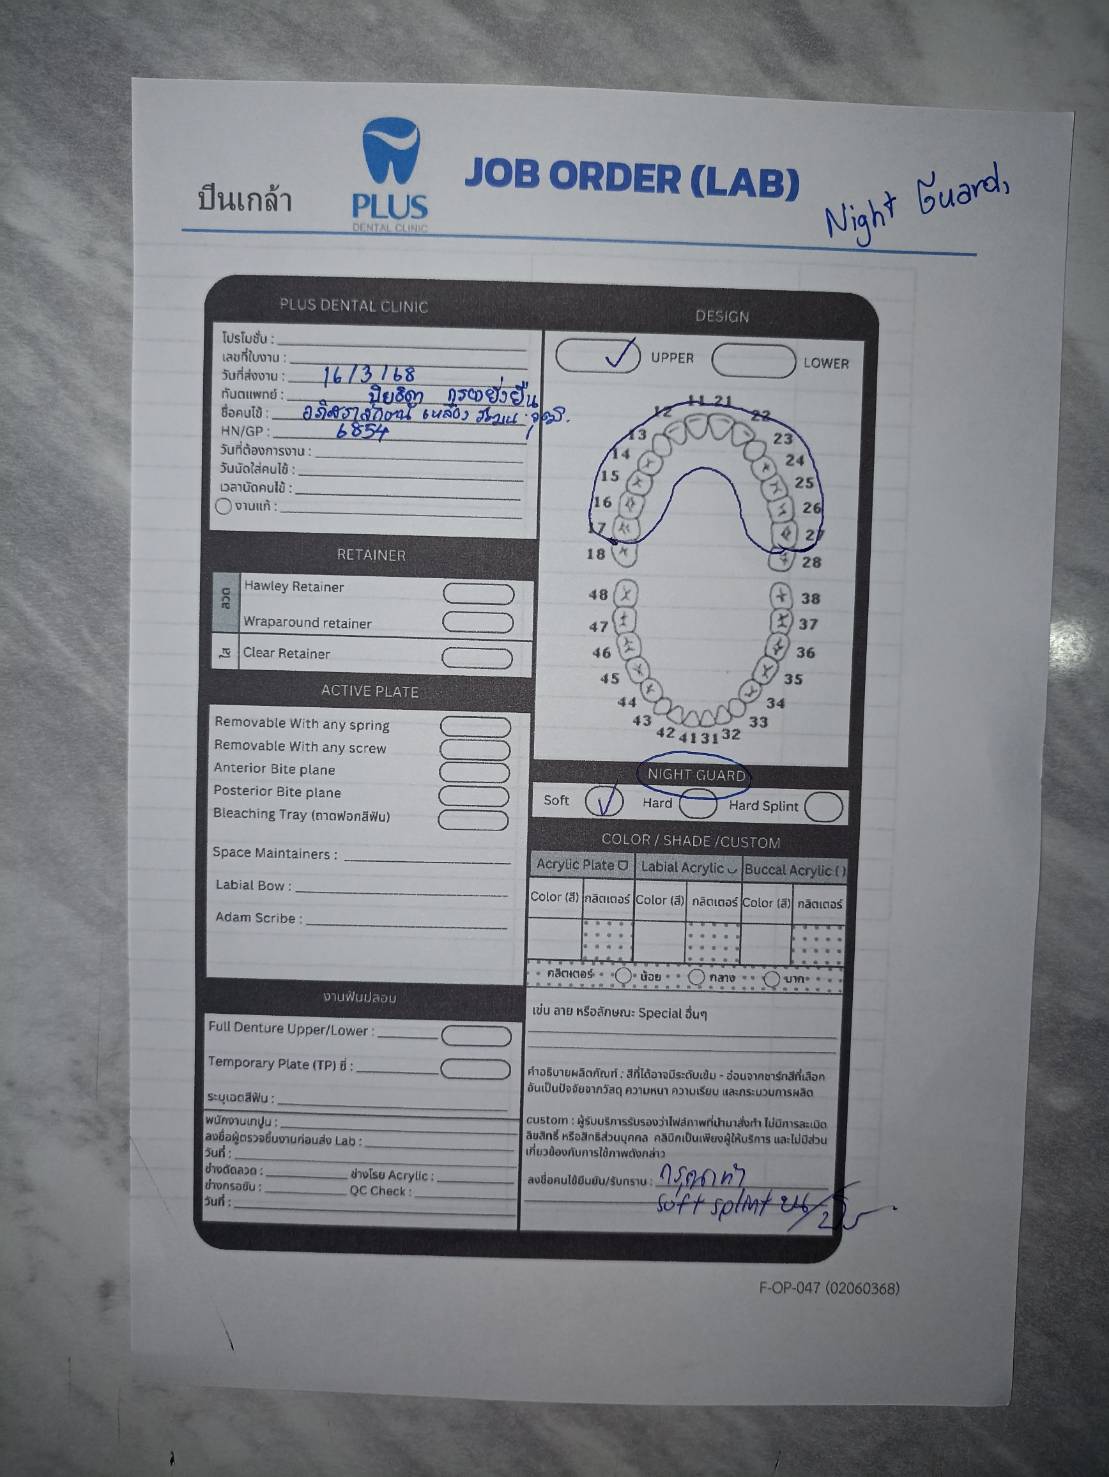 ปิ่นเกล้า
PLUS
DENTAL CLINIC
JOB ORDER (LAB)
Night Guard,
PLUS DENTAL CLINIC
โปรโมชั่น :
เลขที่ใบงาน :
วันที่ส่งงาน : 16/3/68
ทันตแพทย์ :
ชื่อคนไข้ :
HN/GP : 6854
วันที่ต้องการงาน :
วันนัดใส่คนไข้ :
เวลานัดคนไข้ :
งานแก้ :
DESIGN
UPPER
LOWER
11 21
12 22
13 23
14 24
15 25
16 26
17 27
18 28
48 38
47 37
46 36
45 35
44 34
43 33
42 41 31 32
RETAINER
ลวด
Hawley Retainer
Wraparound retainer
ใส
Clear Retainer
ACTIVE PLATE
Removable With any spring
Removable With any screw
Anterior Bite plane
Posterior Bite plane
Bleaching Tray (ถาดฟอกสีฟัน)
Space Maintainers :
Labial Bow :
Adam Scribe :
NIGHT GUARD
Soft Hard Hard Splint
COLOR / SHADE /CUSTOM
Acrylic Plate Labial Acrylic Buccal Acrylic ( )
Color (สี) กลิตเตอร์ Color (สี) กลิตเตอร์ Color (สี) กลิตเตอร์
กลิตเตอร์ น้อย กลาง มาก
เช่น ลาย หรือลักษณะ Special อื่นๆ
งานฟันปลอม
Full Denture Upper/Lower :
Temporary Plate (TP) ซี่ :
ระบุเฉดสีฟัน :
พนักงานเทปูน :
ลงชื่อผู้ตรวจชิ้นงานก่อนส่ง Lab :
วันที่ :
ช่างดัดลวด : ช่างโรย Acrylic :
ช่างกรอขัด : QC Check :
วันที่ :
คำอธิบายผลิตภัณฑ์ : สีที่ได้อาจมีระดับเข้ม - อ่อนจากชาร์ทสีที่เลือก
อันเป็นปัจจัยจากวัสดุ ความหนา ความเรียบ และกระบวนการผลิต
custom : ผู้รับบริการรับรองว่าไฟล์ภาพที่นำมาสั่งทำ ไม่มีการละเมิด
ลิขสิทธิ์ หรือสิทธิส่วนบุคคล คลินิกเป็นเพียงผู้ให้บริการ และไม่มีส่วน
เกี่ยวข้องกับการใช้ภาพดังกล่าว
ลงชื่อคนไข้ยืนยัน/รับทราบ :
soft splint
F-OP-047 (02060368)